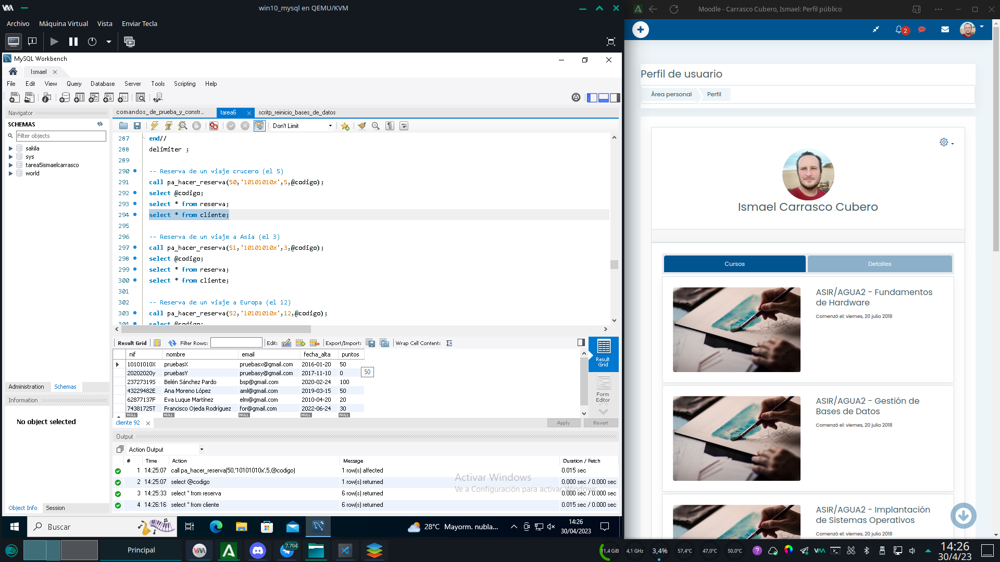 win10_mysql en QEMU/KVM
Archivo Máquina Virtual Vista Enviar Tecla
MySQL Workbench
Ismael
File Edit View Query Database Server Tools Scripting Help
Navigator
SCHEMAS
Filter objects
sakila
sys
tarea5ismaelcarrasco
world
Administration Schemas
Information
No object selected
Object Info Session
comandos_de_prueba_y_constr... tarea6 scritp_reinicio_bases_de_datos
Don't Limit
287 end//
288 delimiter ;
289
290 -- Reserva de un viaje crucero (el 5)
291 call pa_hacer_reserva(50,'10101010x',5,@codigo);
292 select @codigo;
293 select * from reserva;
294 select * from cliente;
295
296 -- Reserva de un viaje a Asia (el 3)
297 call pa_hacer_reserva(51,'10101010x',3,@codigo);
298 select @codigo;
299 select * from reserva;
300 select * from cliente;
301
302 -- Reserva de un viaje a Europa (el 12)
303 call pa_hacer_reserva(52,'10101010x',12,@codigo);
304 select @codigo;
Result Grid Filter Rows: Edit: Export/Import: Wrap Cell Content:
nif nombre email fecha_alta puntos
10101010X pruebasX pruebasx@gmail.com 2016-01-20 50
20202020y pruebasY pruebasy@gmail.com 2017-11-10 0
23727319S Belén Sánchez Pardo bsp@gmail.com 2020-02-24 100
43229482E Ana Moreno López aml@gmail.com 2019-03-15 50
62877137F Eva Luque Martínez elm@gmail.com 2010-04-20 20
74381725T Francisco Ojeda Rodríguez for@gmail.com 2022-06-24 30
NULL NULL NULL NULL NULL
50
Result Grid
Form Editor
cliente 92
Apply Revert
Output
Action Output
# Time Action Message Duration / Fetch
1 14:25:07 call pa_hacer_reserva(50,'10101010x',5,@codigo) 1 row(s) affected 0.015 sec
2 14:25:07 select @codigo 1 row(s) returned 0.000 sec / 0.000 sec
3 14:25:33 select * from reserva 6 row(s) returned 0.000 sec / 0.000 sec
4 14:26:16 select * from cliente 6 row(s) returned 0.015 sec / 0.000 sec
Activar Windows
Ve a Configuración para activar Windows.
Buscar
28°C Mayorm. nubla...
14:26
30/04/2023
Moodle - Carrasco Cubero, Ismael: Perfil público
2
Perfil de usuario
Área personal Perfil
Ismael Carrasco Cubero
Cursos Detalles
ASIR/AGUA2 - Fundamentos
de Hardware
Comenzó el: viernes, 20 julio 2018
ASIR/AGUA2 - Gestión de
Bases de Datos
Comenzó el: viernes, 20 julio 2018
ASIR/AGUA2 - Implantación
de Sistemas Operativos
Comenzó el: viernes, 20 julio 2018
Principal
7.704
11,4 GiB 4,1 GHz 3,4% 57,4°C 47,0°C 50,0°C
14:26
30/4/23